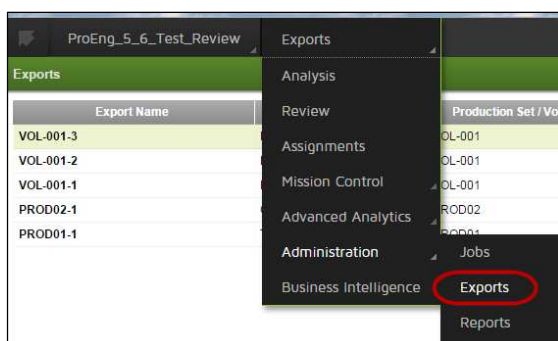 ProEng_5_6_Test_Review Exports
Exports Analysis
Export Name Review Production Set / Vo
VOL-001-3 OL-001
Assignments
VOL-001-2 OL-001
VOL-001-1 Mission Control OL-001
PROD02-1 Advanced Analytics ROD02
PROD01-1 ROD01
Administration Jobs
Business Intelligence Exports
Reports